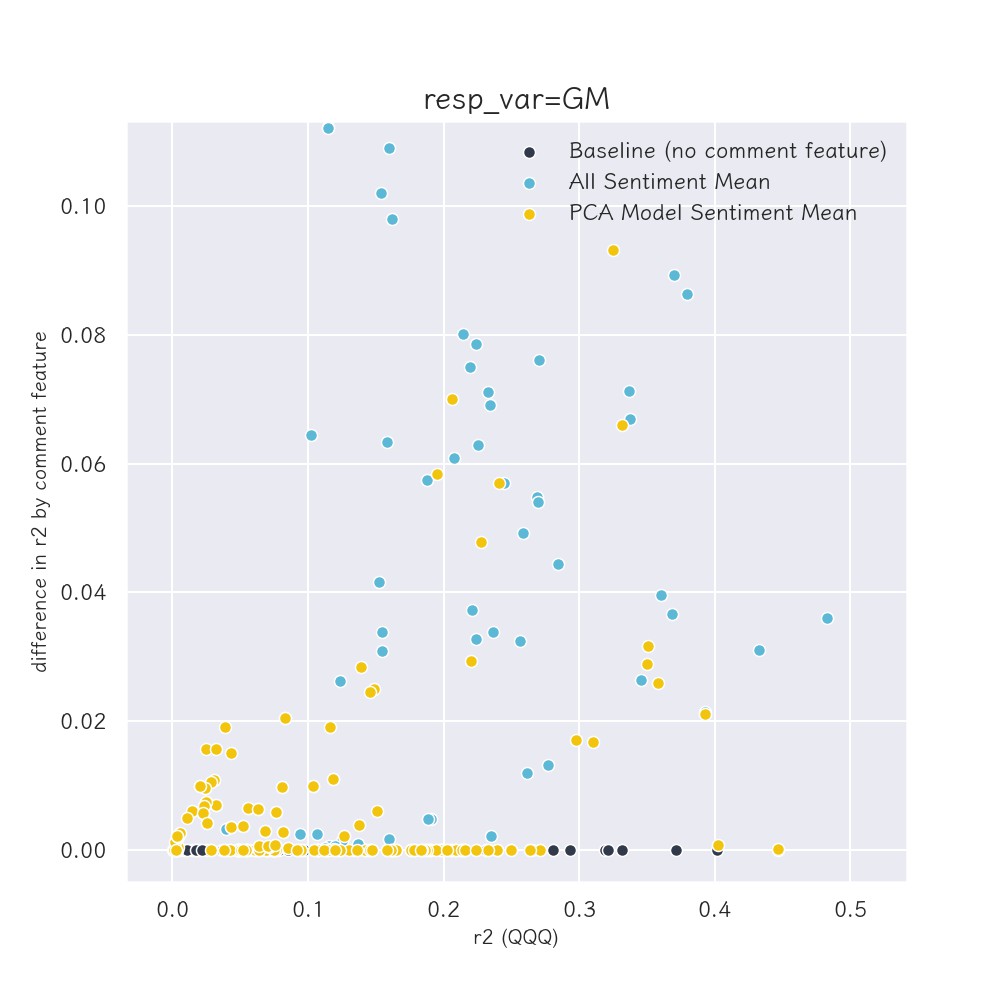 resp_var=GM
Baseline (no comment feature)
All Sentiment Mean
PCA Model Sentiment Mean
difference in r2 by comment feature
0.10
0.08
0.06
0.04
0.02
0.00
0.0 0.1 0.2 0.3 0.4 0.5
r2 (QQQ)